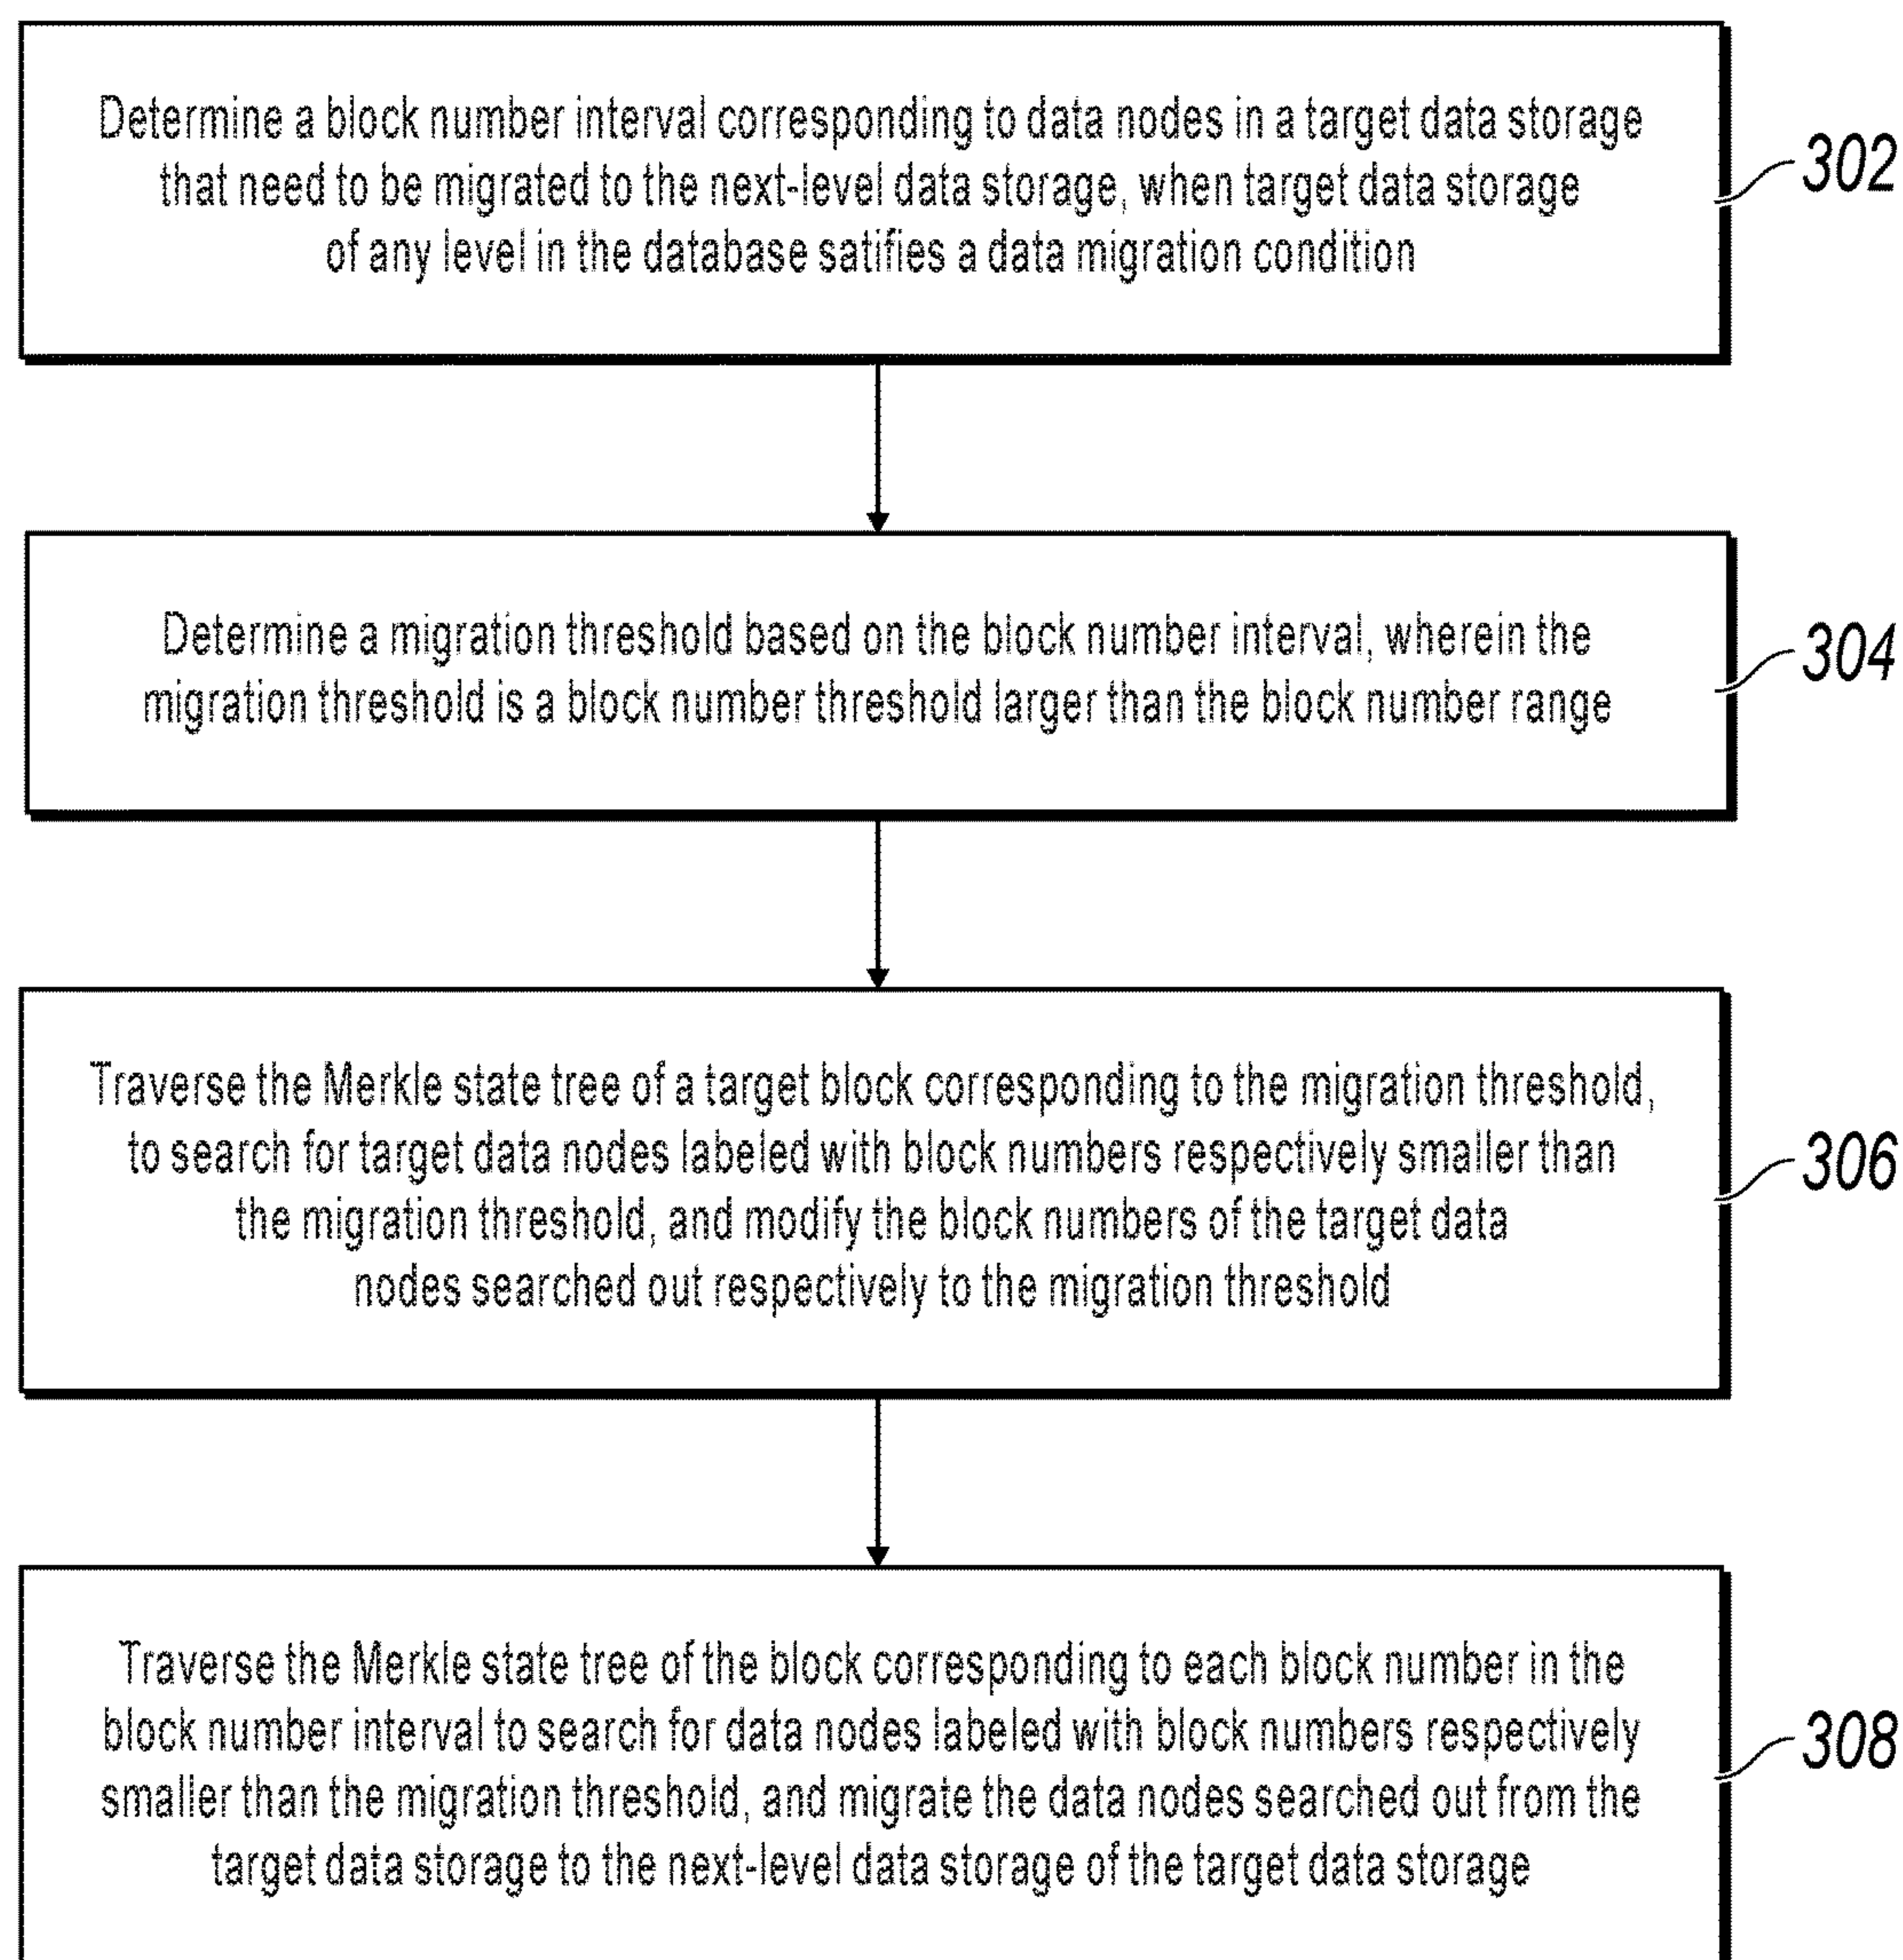 Determine a block number interval corresponding to data nodes in a target data storage
that need to be migrated to the next-level data storage, when target data storage
of any level in the database satifies a data migration condition
302
Determine a migration threshold based on the block number interval, wherein the
migration threshold is a block number threshold larger than the block number range
304
Traverse the Merkle state tree of a target block corresponding to the migration threshold,
to search for target data nodes labeled with block numbers respectively smaller than
the migration threshold, and modify the block numbers of the target data
nodes searched out respectively to the migration threshold
306
Traverse the Merkle state tree of the block corresponding to each block number in the
block number interval to search for data nodes labeled with block numbers respectively
smaller than the migration threshold, and migrate the data nodes searched out from the
target data storage to the next-level data storage of the target data storage
308